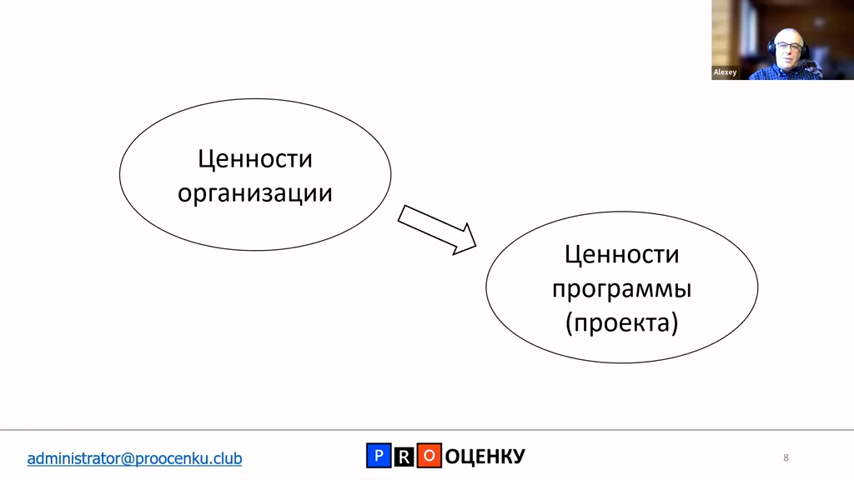 Alexey
Ценности
организации
Ценности
программы
(проекта)
administrator@proocenku.club
PRO ОЦЕНКУ
8